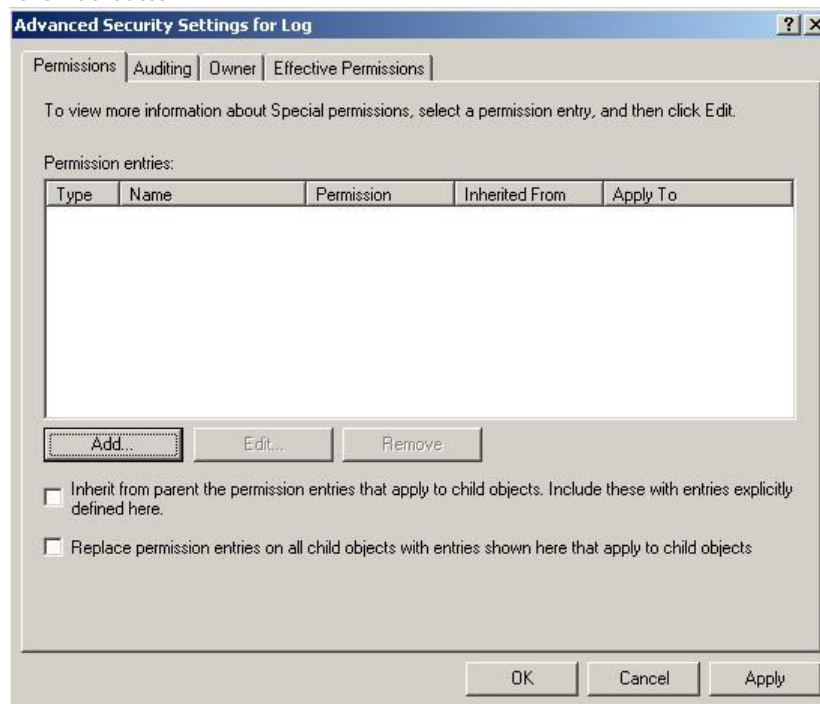 Advanced Security Settings for Log
Permissions Auditing Owner Effective Permissions
To view more information about Special permissions, select a permission entry, and then click Edit.
Permission entries:
Type Name Permission Inherited From Apply To
Add... Edit... Remove
Inherit from parent the permission entries that apply to child objects. Include these with entries explicitly
defined here.
Replace permission entries on all child objects with entries shown here that apply to child objects
OK Cancel Apply